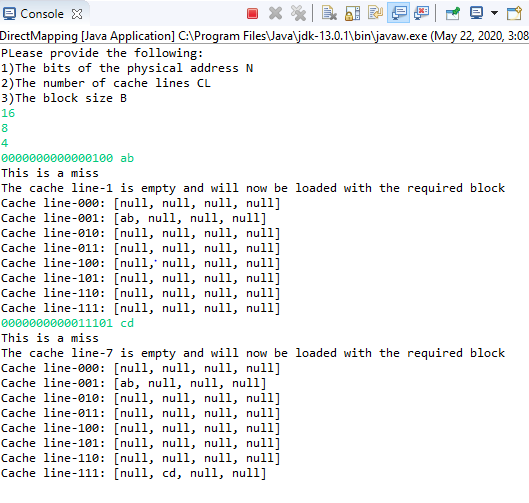 Console
DirectMapping [Java Application] C:\Program Files\Java\jdk-13.0.1\bin\javaw.exe (May 22, 2020, 3:08
PLease provide the following:
1)The bits of the physical address N
2)The number of cache lines CL
3)The block size B
16
8
4
0000000000000100 ab
This is a miss
The cache line-1 is empty and will now be loaded with the required block
Cache line-000: [null, null, null, null]
Cache line-001: [ab, null, null, null]
Cache line-010: [null, null, null, null]
Cache line-011: [null, null, null, null]
Cache line-100: [null, null, null, null]
Cache line-101: [null, null, null, null]
Cache line-110: [null, null, null, null]
Cache line-111: [null, null, null, null]
0000000000011101 cd
This is a miss
The cache line-7 is empty and will now be loaded with the required block
Cache line-000: [null, null, null, null]
Cache line-001: [ab, null, null, null]
Cache line-010: [null, null, null, null]
Cache line-011: [null, null, null, null]
Cache line-100: [null, null, null, null]
Cache line-101: [null, null, null, null]
Cache line-110: [null, null, null, null]
Cache line-111: [null, cd, null, null]